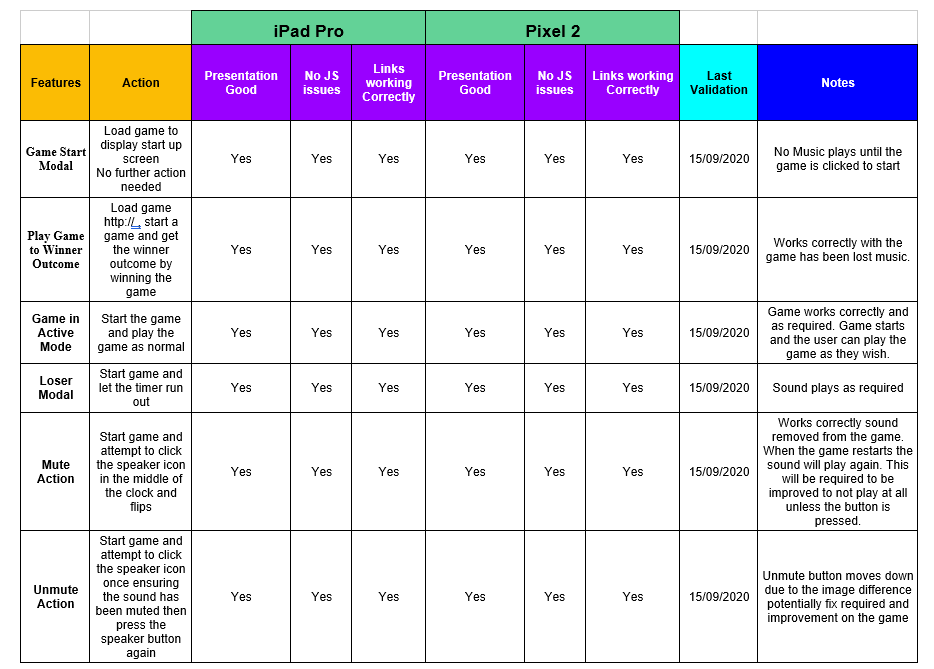 iPad Pro
Pixel 2
Features
Action
Presentation
Good
No JS
issues
Links
working
Correctly
Presentation
Good
No JS
issues
Links working
Correctly
Last
Validation
Notes
Game Start
Modal
Load game to
display start up
screen
No further action
needed
Yes
Yes
Yes
Yes
Yes
Yes
15/09/2020
No Music plays until the
game is clicked to start
Play Game
to Winner
Outcome
Load game
http:// , start a
game and get
the winner
outcome by
winning the
game
Yes
Yes
Yes
Yes
Yes
Yes
15/09/2020
Works correctly with the
game has been lost music.
Game in
Active
Mode
Start the game
and play the
game as normal
Yes
Yes
Yes
Yes
Yes
Yes
15/09/2020
Game works correctly and
as required. Game starts
and the user can play the
game as they wish.
Loser
Modal
Start game and
let the timer run
out
Yes
Yes
Yes
Yes
Yes
Yes
15/09/2020
Sound plays as required
Mute
Action
Start game and
attempt to click
the speaker icon
in the middle of
the clock and
flips
Yes
Yes
Yes
Yes
Yes
Yes
15/09/2020
Works correctly sound
removed from the game.
When the game restarts the
sound will play again. This
will be required to be
improved to not play at all
unless the button is
pressed.
Unmute
Action
Start game and
attempt to click
the speaker icon
once ensuring
the sound has
been muted then
press the
speaker button
again
Yes
Yes
Yes
Yes
Yes
Yes
15/09/2020
Unmute button moves down
due to the image difference
potentially fix required and
improvement on the game